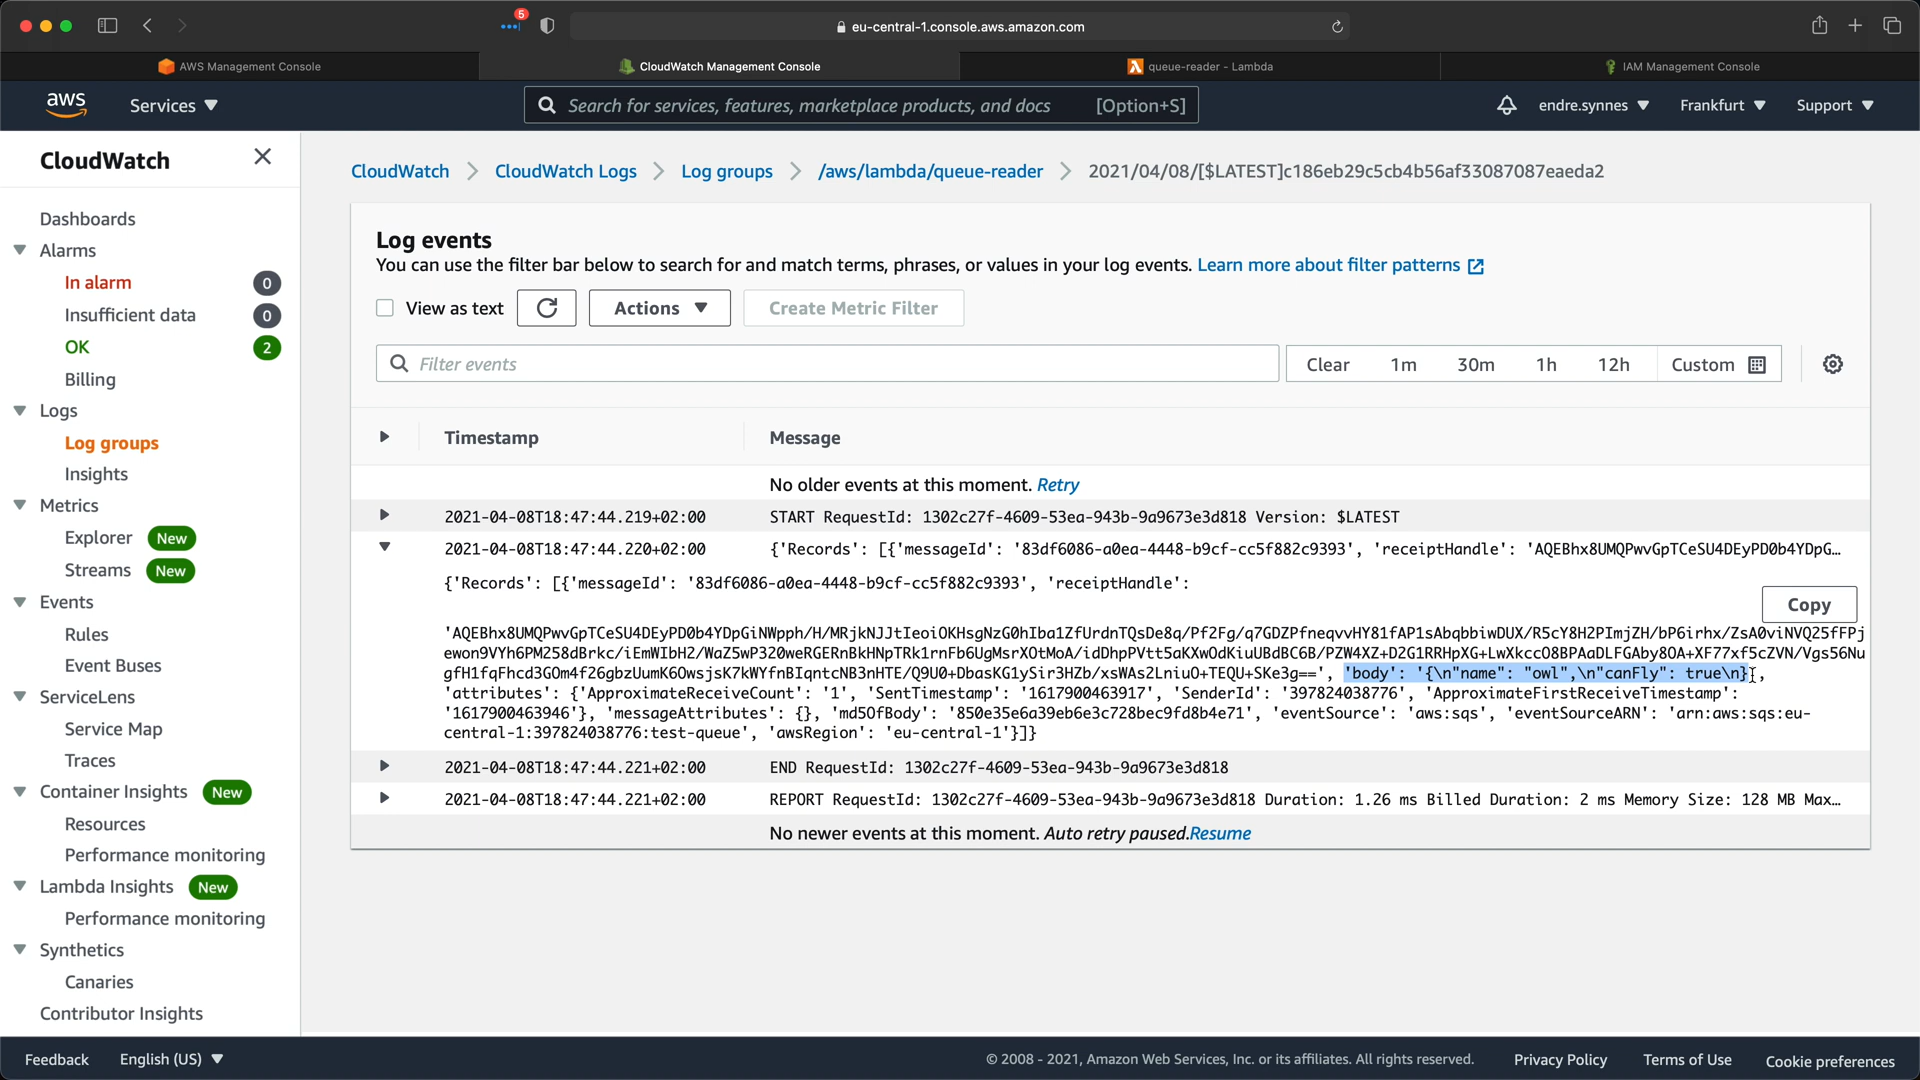 5
eu-central-1.console.aws.amazon.com
AWS Management Console
CloudWatch Management Console
queue-reader - Lambda
IAM Management Console
aws
Services
Search for services, features, marketplace products, and docs
[Option+S]
endre.synnes
Frankfurt
Support
CloudWatch
Dashboards
Alarms
In alarm
0
Insufficient data
0
OK
2
Billing
Logs
Log groups
Insights
Metrics
Explorer New
Streams New
Events
Rules
Event Buses
ServiceLens
Service Map
Traces
Container Insights New
Resources
Performance monitoring
Lambda Insights New
Performance monitoring
Synthetics
Canaries
Contributor Insights
CloudWatch
CloudWatch Logs
Log groups
/aws/lambda/queue-reader
2021/04/08/[$LATEST]c186eb29c5cb4b56af33087087eaeda2
Log events
You can use the filter bar below to search for and match terms, phrases, or values in your log events. Learn more about filter patterns
View as text
Actions
Create Metric Filter
Filter events
Clear
1m
30m
1h
12h
Custom
Timestamp
Message
No older events at this moment. Retry
2021-04-08T18:47:44.219+02:00 START RequestId: 1302c27f-4609-53ea-943b-9a9673e3d818 Version: $LATEST
2021-04-08T18:47:44.220+02:00 {'Records': [{'messageId': '83df6086-a0ea-4448-b9cf-cc5f882c9393', 'receiptHandle': 'AQEBhx8UMQPwvGpTCeSU4DEyPD0b4YDpG…
{'Records': [{'messageId': '83df6086-a0ea-4448-b9cf-cc5f882c9393', 'receiptHandle':
Copy
'AQEBhx8UMQPwvGpTCeSU4DEyPD0b4YDpGiNWpph/H/MRjkNJJtIeoiOKHsgNzG0hIba1ZfUrdnTQsDe8q/Pf2Fg/q7GDZPfneqvvHY81fAP1sAbqbbiwDUX/R5cY8H2PImjZH/bP6irhx/ZsA0viNVQ25fFPj
ewon9VYh6PM258dBrkc/iEmWIbH2/WaZ5wP320weRGERnBkHNpTRk1rnFb6UgMsrXOtMoA/idDhpPVtt5aKXwOdKiuUBdBC6B/PZW4XZ+D2G1RRHpXG+LwXkccO8BPAaDLFGAby8OA+XF77xf5cZVN/Vgs56Nu
gfH1fqFhcd3GOm4f26gbzUumK6OwsjsK7kWYfnBIqntcNB3nHTE/Q9U0+DbasKG1ySir3HZb/xsWAs2LniuO+TEQU+SKe3g==', 'body': '{\n"name": "owl",\n"canFly": true\n}',
'attributes': {'ApproximateReceiveCount': '1', 'SentTimestamp': '1617900463917', 'SenderId': '397824038776', 'ApproximateFirstReceiveTimestamp':
'1617900463946'}, 'messageAttributes': {}, 'md5OfBody': '850e35e6a39eb6e3c728bec9fd8b4e71', 'eventSource': 'aws:sqs', 'eventSourceARN': 'arn:aws:sqs:eu-
central-1:397824038776:test-queue', 'awsRegion': 'eu-central-1'}]}
2021-04-08T18:47:44.221+02:00 END RequestId: 1302c27f-4609-53ea-943b-9a9673e3d818
2021-04-08T18:47:44.221+02:00 REPORT RequestId: 1302c27f-4609-53ea-943b-9a9673e3d818 Duration: 1.26 ms Billed Duration: 2 ms Memory Size: 128 MB Max…
No newer events at this moment. Auto retry paused.Resume
Feedback
English (US)
© 2008 - 2021, Amazon Web Services, Inc. or its affiliates. All rights reserved.
Privacy Policy
Terms of Use
Cookie preferences